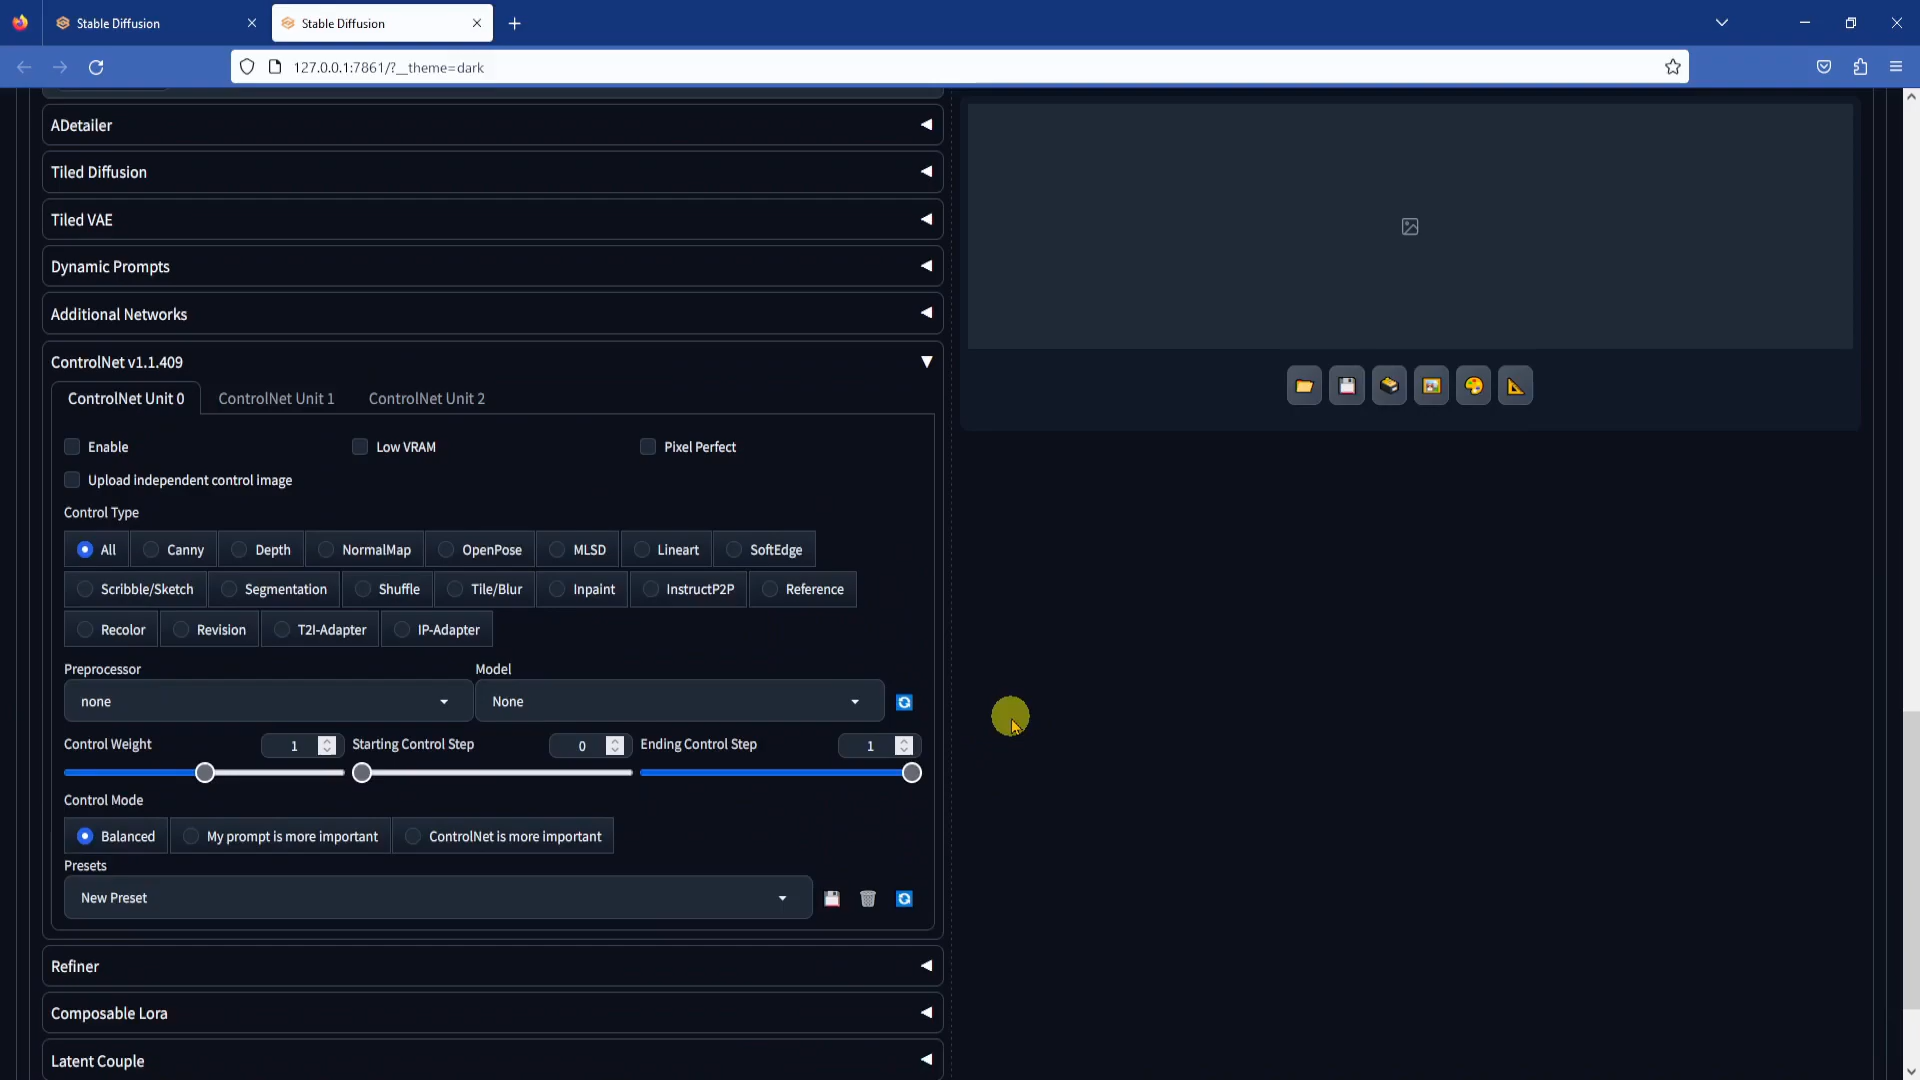 Stable Diffusion
Stable Diffusion
127.0.0.1:7861/?__theme=dark
ADetailer
Tiled Diffusion
Tiled VAE
Dynamic Prompts
Additional Networks
ControlNet v1.1.409
ControlNet Unit 0 ControlNet Unit 1 ControlNet Unit 2
Enable Low VRAM Pixel Perfect
Upload independent control image
Control Type
All Canny Depth NormalMap OpenPose MLSD Lineart SoftEdge
Scribble/Sketch Segmentation Shuffle Tile/Blur Inpaint InstructP2P Reference
Recolor Revision T2I-Adapter IP-Adapter
Preprocessor Model
none None
Control Weight 1 Starting Control Step 0 Ending Control Step 1
Control Mode
Balanced My prompt is more important ControlNet is more important
Presets
New Preset
Refiner
Composable Lora
Latent Couple